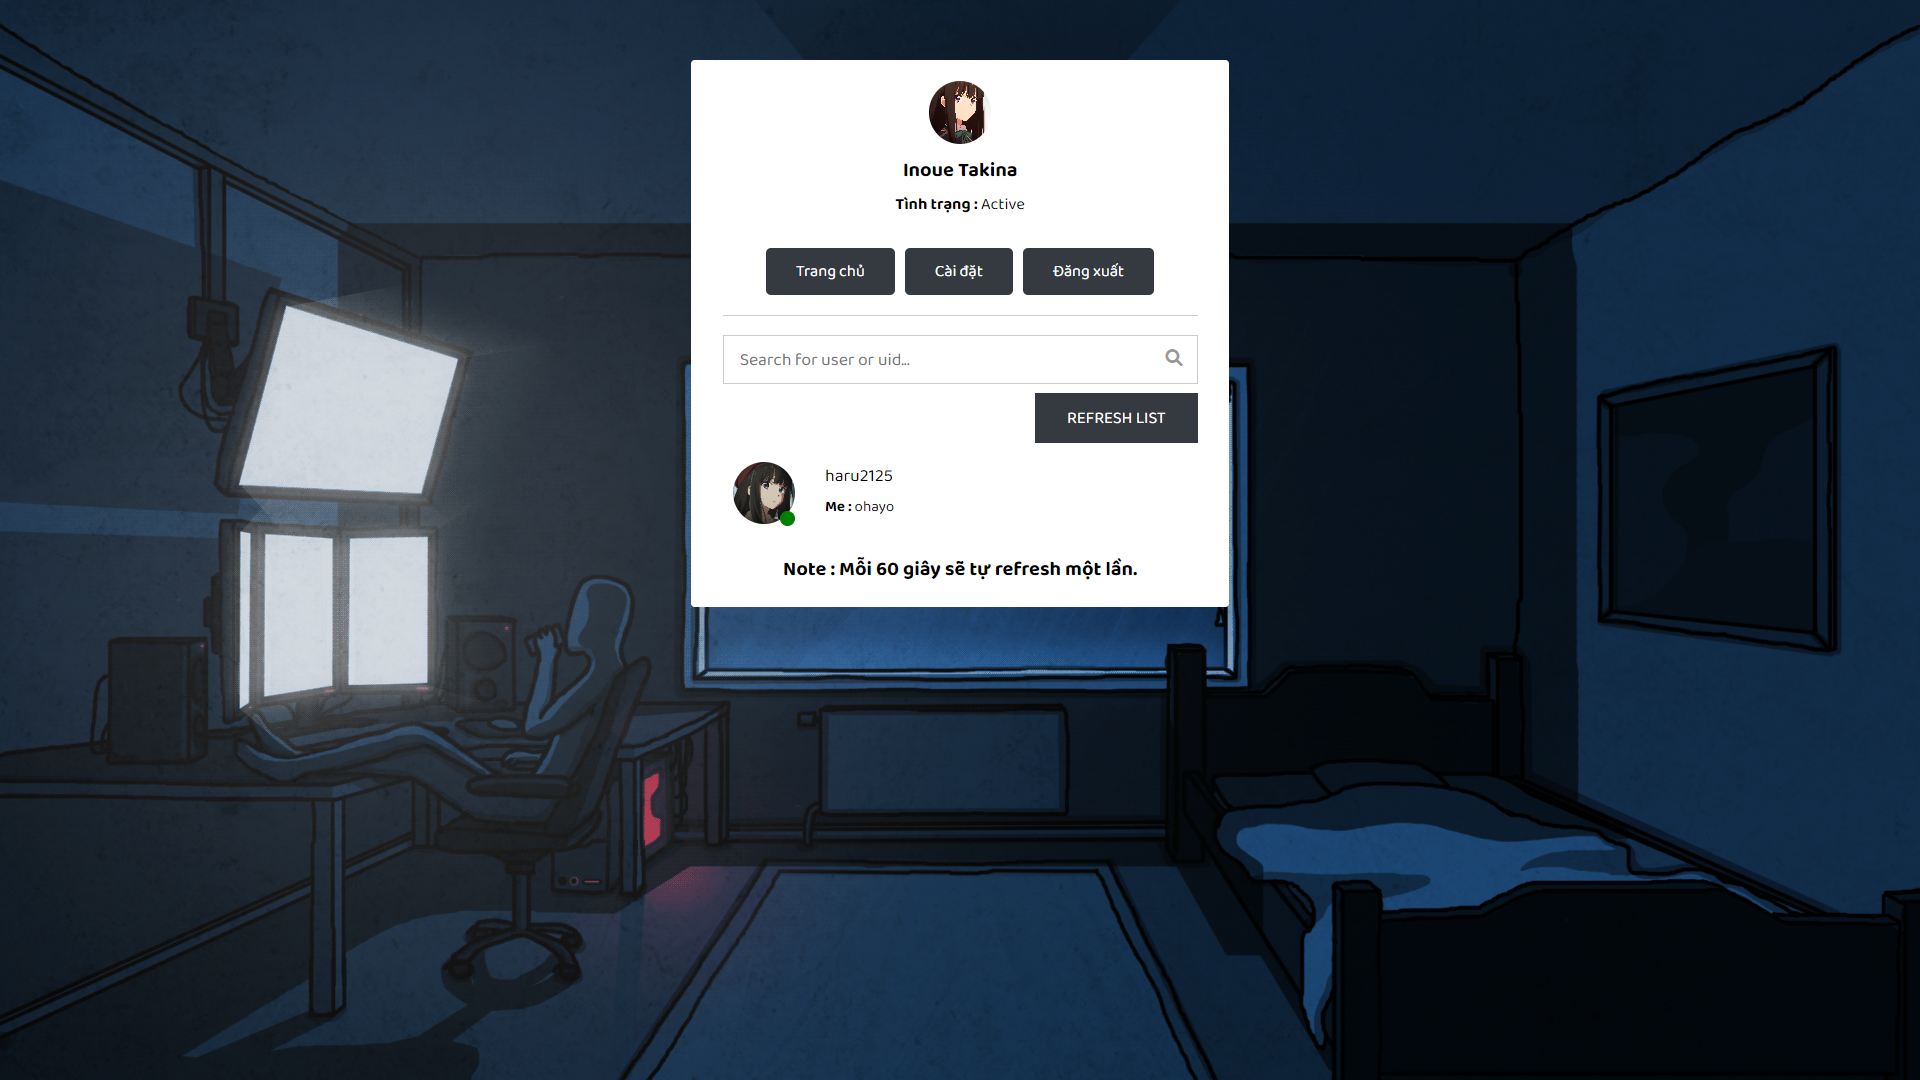 Inoue Takina
Tình trạng : Active
Trang chủ Cài đặt Đăng xuất
Search for user or uid...
REFRESH LIST
haru2125
Me : ohayo
Note : Mỗi 60 giây sẽ tự refresh một lần.